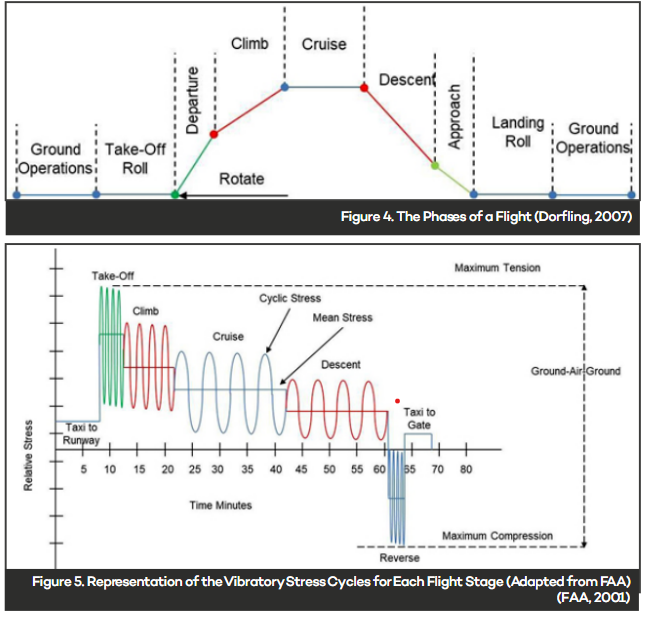 Climb
Cruise
Departure
Descent
Approach
Landing
Roll
Ground
Operations
Ground
Operations
Take-Off
Roll
Rotate
Figure 4. The Phases of a Flight (Dorfling, 2007)
Take-Off
Maximum Tension
Climb
Cyclic Stress
Mean Stress
Cruise
Descent
Ground-Air-Ground
Taxi to
Runway
Taxi to
Gate
Relative Stress
5 10 15 20 25 30 35 40 45 50 55 60 65 70 80
Time Minutes
Maximum Compression
Reverse
Figure 5. Representation of the Vibratory Stress Cycles for Each Flight Stage (Adapted from FAA)
(FAA, 2001)